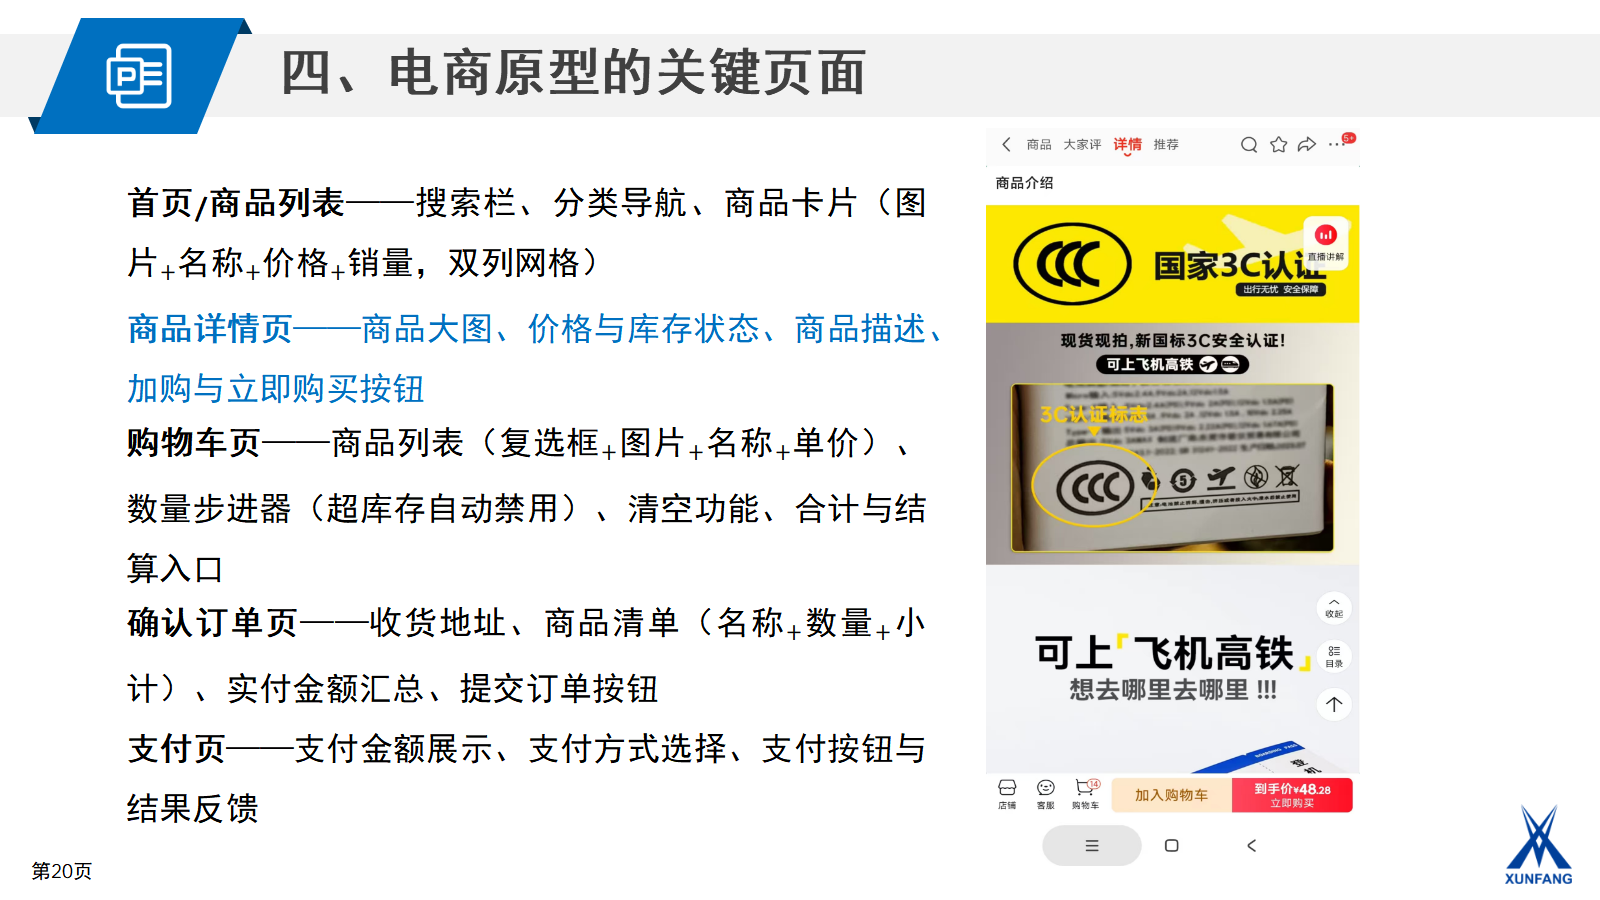 四、电商原型的关键页面
首页/商品列表——搜索栏、分类导航、商品卡片（图
片+名称+价格+销量，双列网格）
商品详情页——商品大图、价格与库存状态、商品描述、
加购与立即购买按钮
购物车页——商品列表（复选框+图片+名称+单价）、
数量步进器（超库存自动禁用）、清空功能、合计与结
算入口
确认订单页——收货地址、商品清单（名称+数量+小
计）、实付金额汇总、提交订单按钮
支付页——支付金额展示、支付方式选择、支付按钮与
结果反馈
第20页
商品 大家评 详情 推荐
5+
商品介绍
国家3C认证
直播讲解
出行无忧 安全保障
现货现拍,新国标3C安全认证!
可上飞机高铁
3C认证标志
可上「飞机高铁」
想去哪里去哪里 !!!
收起
目录
店铺 客服 购物车 14
加入购物车
到手价¥48.28
立即购买
XUNFANG